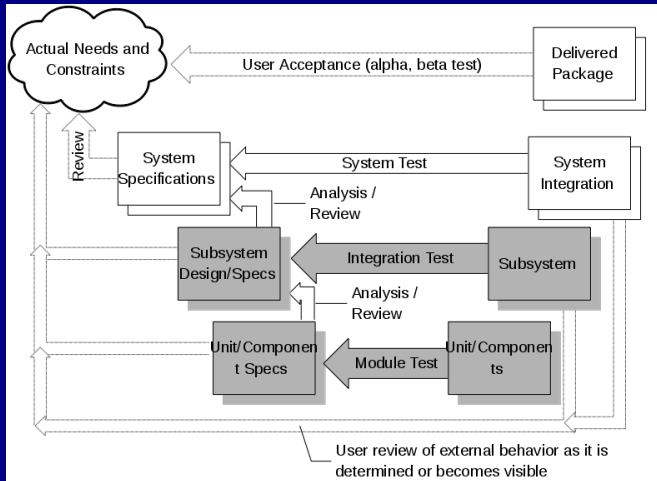 Actual Needs and
Constraints
User Acceptance (alpha, beta test)
Delivered
Package
Review
System
Specifications
System Test
System
Integration
Analysis /
Review
Subsystem
Design/Specs
Integration Test
Subsystem
Analysis /
Review
Unit/Componen
t Specs
Module Test
Unit/Componen
ts
User review of external behavior as it is
determined or becomes visible